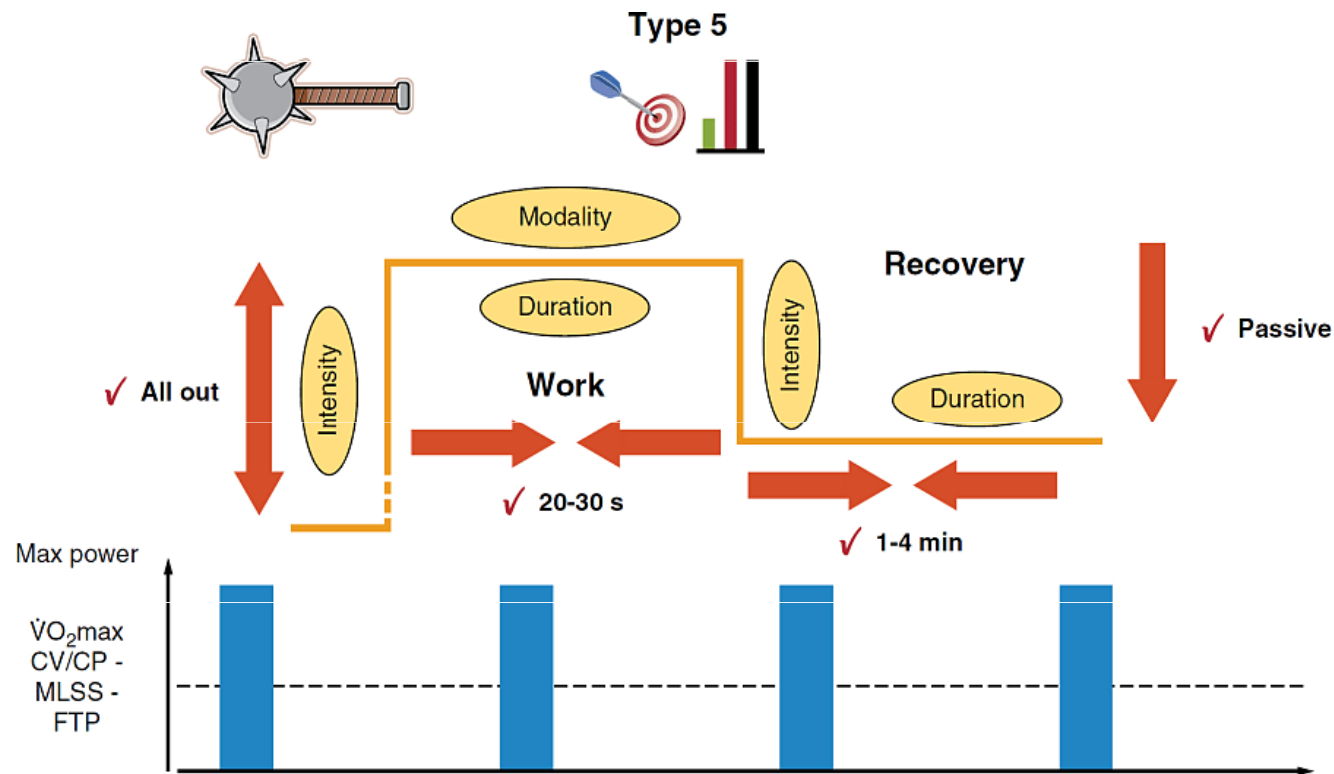 Type 5
Modality
Recovery
Duration
Intensity
Intensity
✓ Passive
✓ All out
Work
Duration
✓ 20-30 s
✓ 1-4 min
Max power
V̇O₂max
CV/CP -
MLSS -
FTP